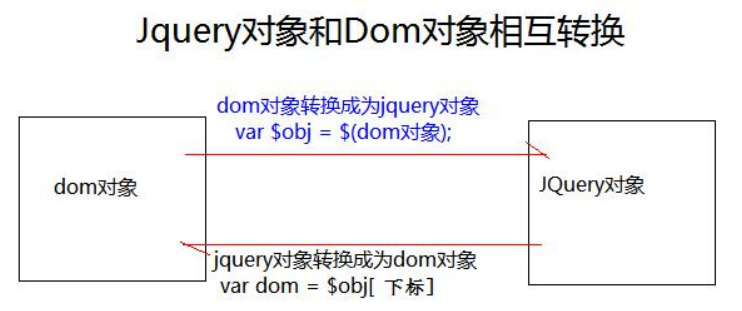 Jquery对象和Dom对象相互转换
dom对象转换成为jquery对象
var $obj = $(dom对象);
dom对象
JQuery对象
jquery对象转换成为dom对象
var dom = $obj[ 下标]